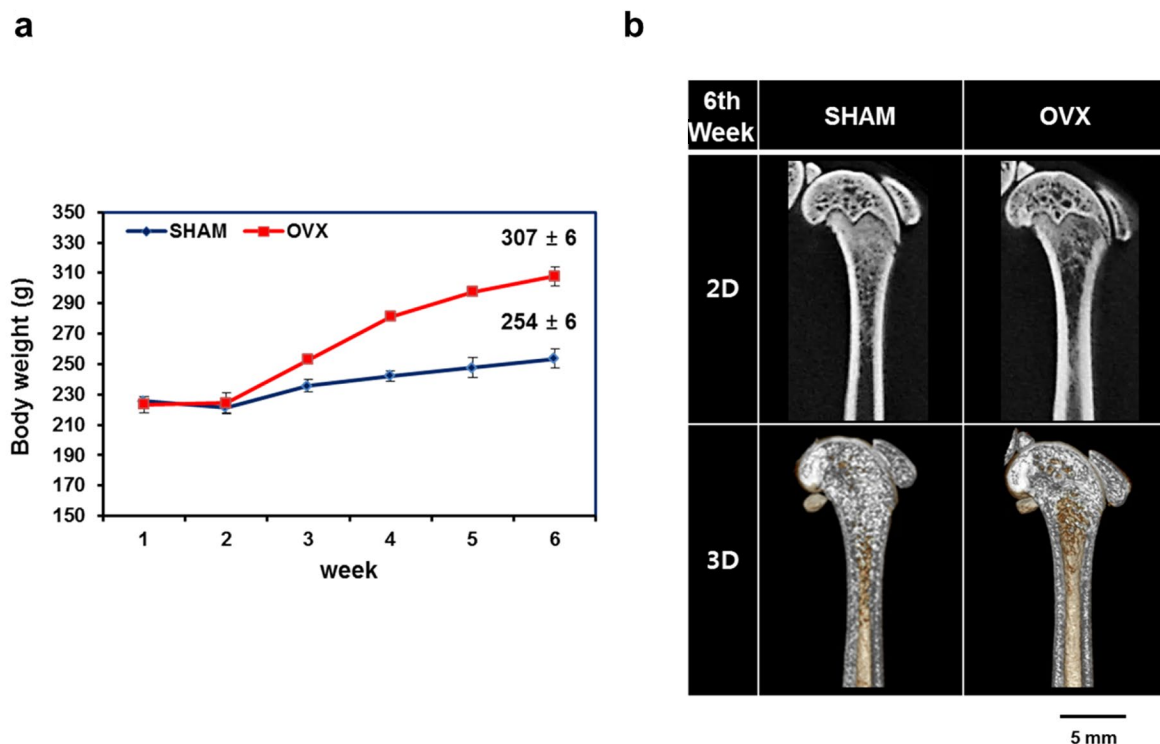 a
SHAM OVX
307 ± 6
254 ± 6
350
330
310
290
270
250
230
210
190
170
150
Body weight (g)
1 2 3 4 5 6
week
b
6th
Week
SHAM
OVX
2D
3D
5 mm